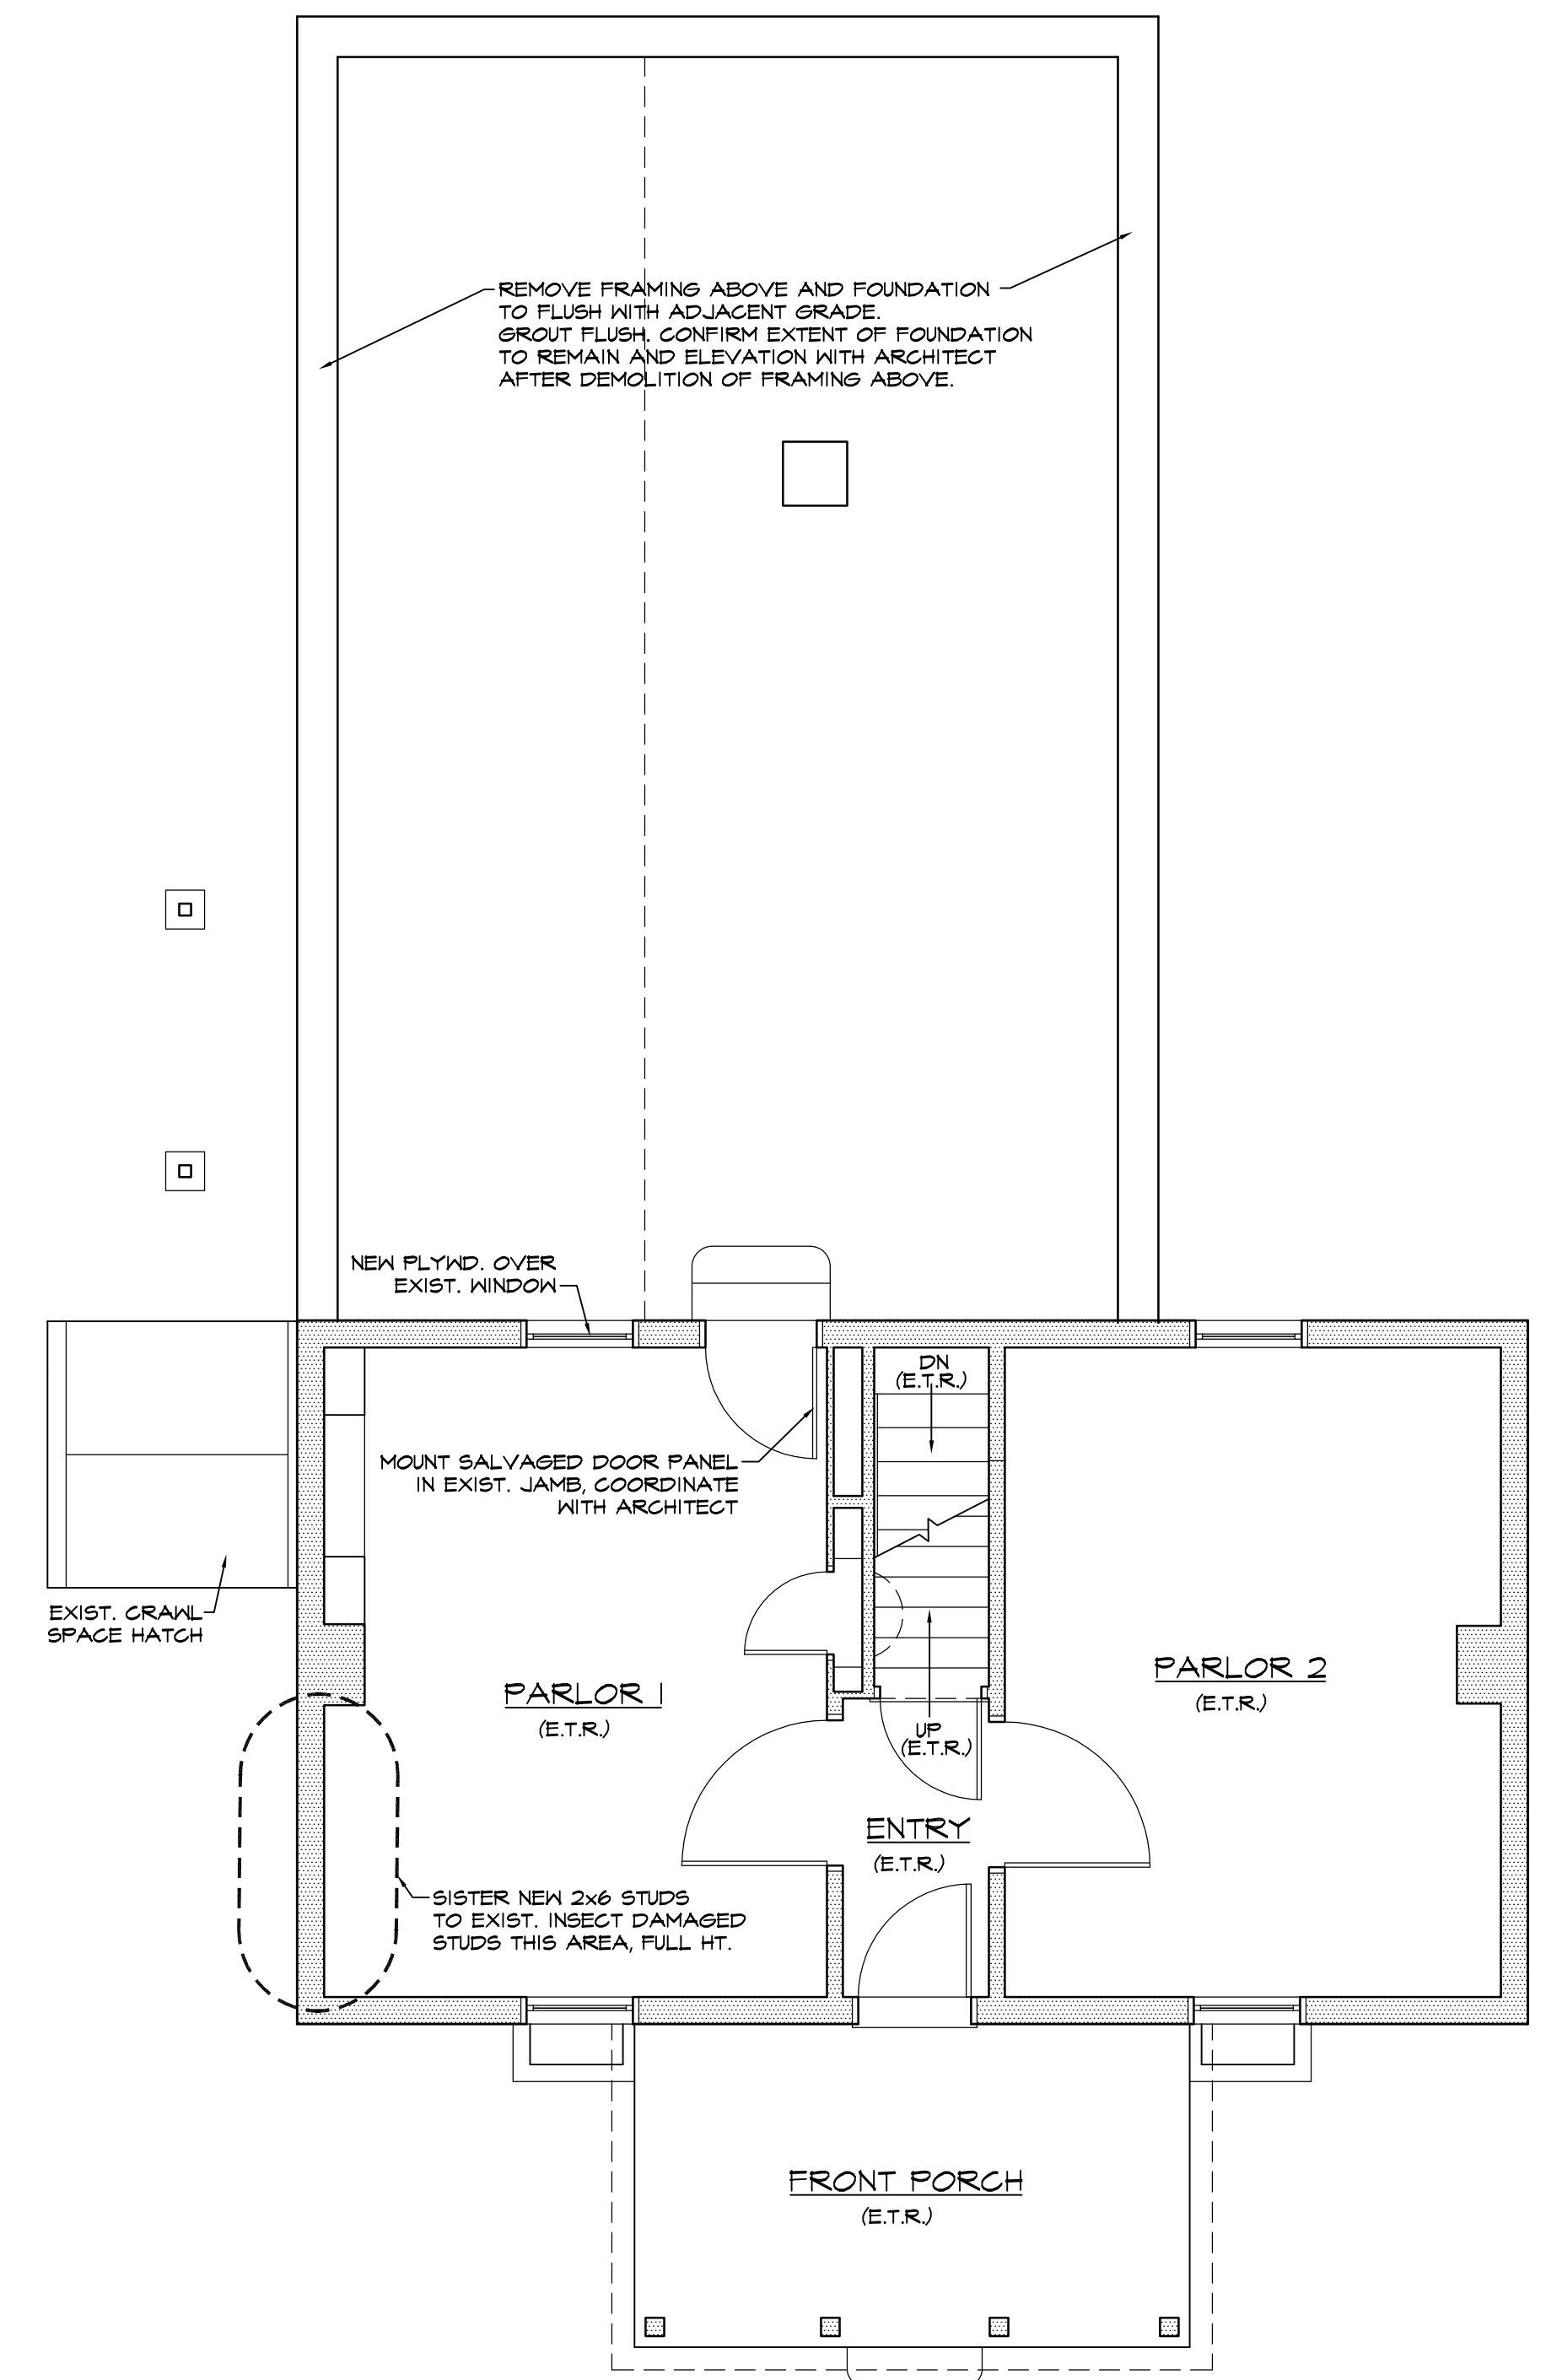 REMOVE FRAMING ABOVE AND FOUNDATION
TO FLUSH WITH ADJACENT GRADE.
GROUT FLUSH. CONFIRM EXTENT OF FOUNDATION
TO REMAIN AND ELEVATION WITH ARCHITECT
AFTER DEMOLITION OF FRAMING ABOVE.
NEW PLYWD. OVER
EXIST. WINDOW
DN
(E.T.R.)
MOUNT SALVAGED DOOR PANEL
IN EXIST. JAMB, COORDINATE
WITH ARCHITECT
EXIST. CRAWL
SPACE HATCH
PARLOR 1
(E.T.R.)
PARLOR 2
(E.T.R.)
UP
(E.T.R.)
ENTRY
(E.T.R.)
SISTER NEW 2x6 STUDS
TO EXIST. INSECT DAMAGED
STUDS THIS AREA, FULL HT.
FRONT PORCH
(E.T.R.)